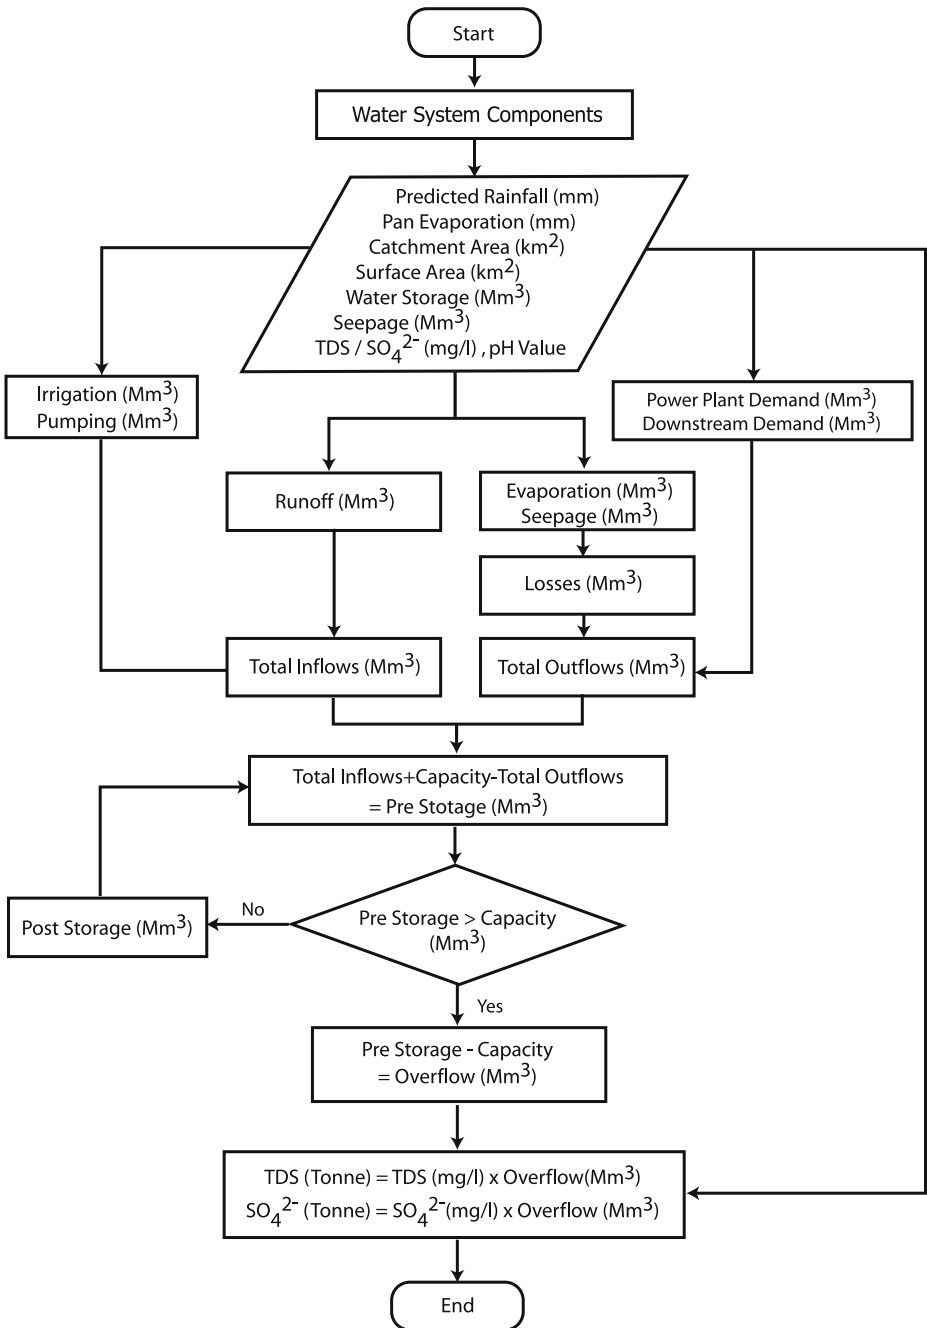 Start
Water System Components
Predicted Rainfall (mm)
Pan Evaporation (mm)
Catchment Area (km²)
Surface Area (km²)
Water Storage (Mm³)
Seepage (Mm³)
TDS / SO₄²⁻ (mg/l) , pH Value
Irrigation (Mm³)
Pumping (Mm³)
Power Plant Demand (Mm³)
Downstream Demand (Mm³)
Runoff (Mm³)
Evaporation (Mm³)
Seepage (Mm³)
Losses (Mm³)
Total Inflows (Mm³)
Total Outflows (Mm³)
Total Inflows+Capacity-Total Outflows
= Pre Stotage (Mm³)
Pre Storage > Capacity
(Mm³)
No
Post Storage (Mm³)
Yes
Pre Storage - Capacity
= Overflow (Mm³)
TDS (Tonne) = TDS (mg/l) x Overflow(Mm³)
SO₄²⁻ (Tonne) = SO₄²⁻(mg/l) x Overflow (Mm³)
End